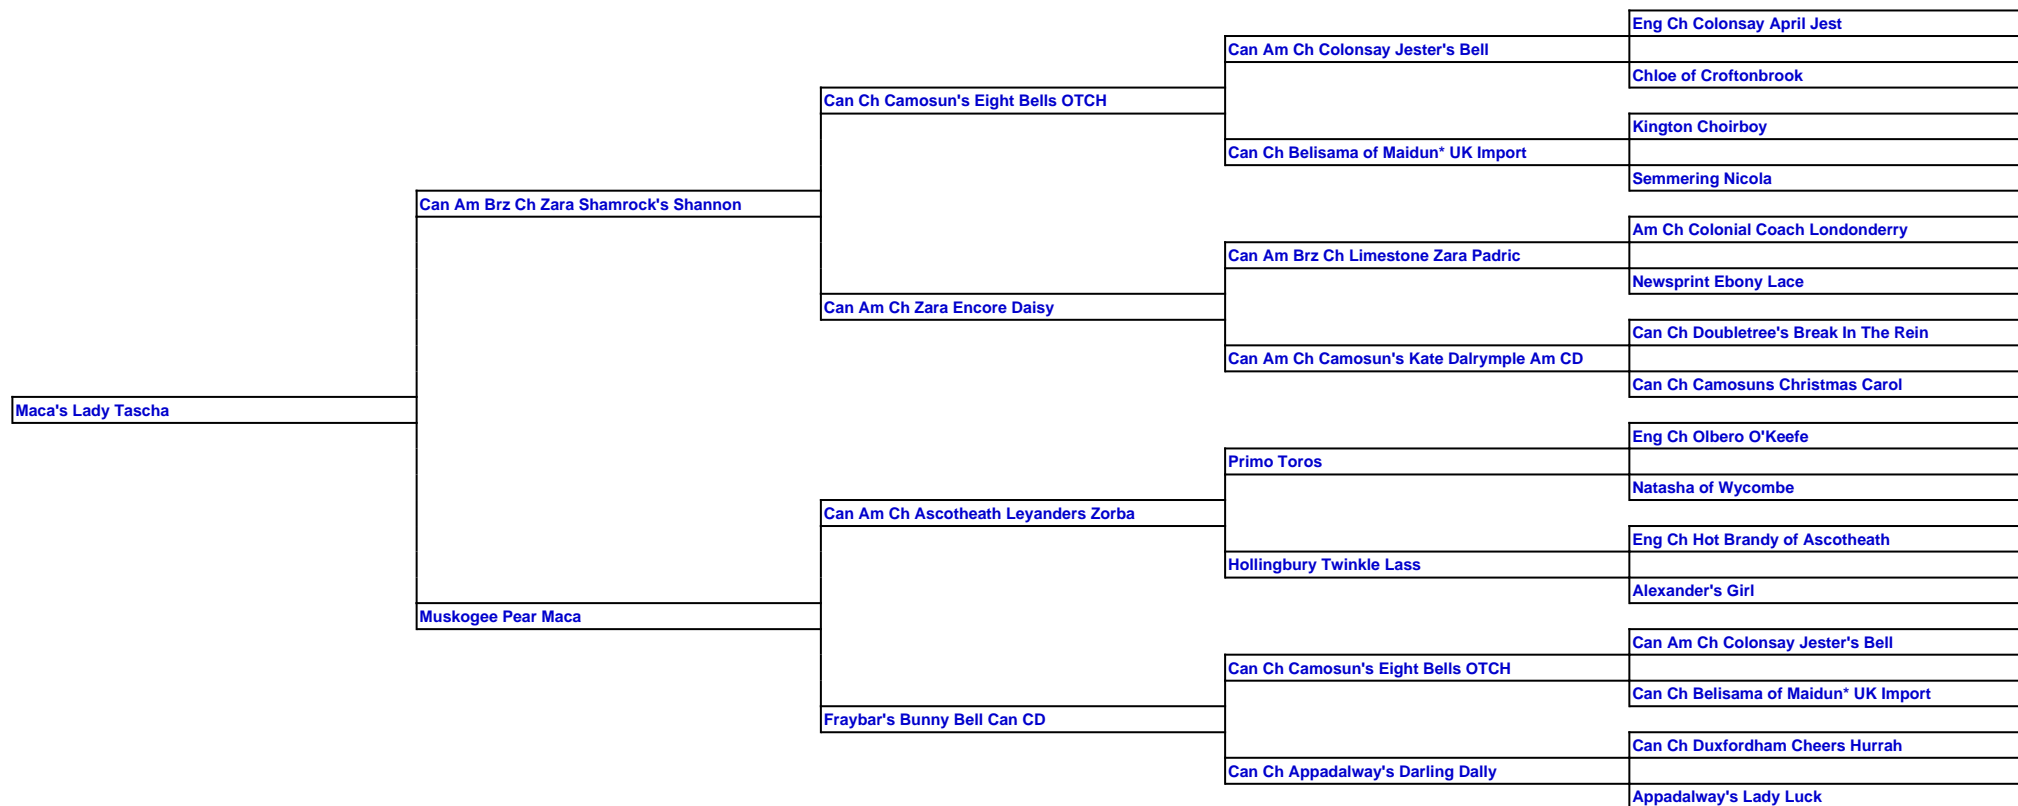 Eng Ch Colonsay April Jest
Can Am Ch Colonsay Jester's Bell
Chloe of Croftonbrook
Can Ch Camosun's Eight Bells OTCH
Kington Choirboy
Can Ch Belisama of Maidun* UK Import
Semmering Nicola
Can Am Brz Ch Zara Shamrock's Shannon
Am Ch Colonial Coach Londonderry
Can Am Brz Ch Limestone Zara Padric
Newsprint Ebony Lace
Can Am Ch Zara Encore Daisy
Can Ch Doubletree's Break In The Rein
Can Am Ch Camosun's Kate Dalrymple Am CD
Can Ch Camosuns Christmas Carol
Maca's Lady Tascha
Eng Ch Olbero O'Keefe
Primo Toros
Natasha of Wycombe
Can Am Ch Ascotheath Leyanders Zorba
Eng Ch Hot Brandy of Ascotheath
Hollingbury Twinkle Lass
Alexander's Girl
Muskogee Pear Maca
Can Am Ch Colonsay Jester's Bell
Can Ch Camosun's Eight Bells OTCH
Can Ch Belisama of Maidun* UK Import
Fraybar's Bunny Bell Can CD
Can Ch Duxfordham Cheers Hurrah
Can Ch Appadalway's Darling Dally
Appadalway's Lady Luck